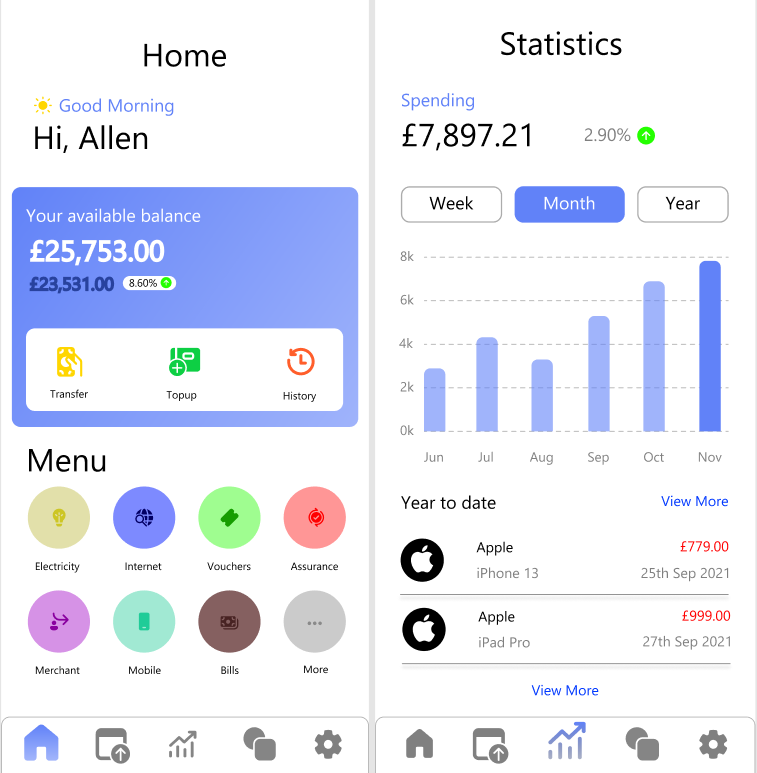 Home
Good Morning
Hi, Allen
Your available balance
£25,753.00
£23,531.00 8.60%
Transfer Topup History
Menu
Electricity Internet Vouchers Assurance
Merchant Mobile Bills More
Statistics
Spending
£7,897.21 2.90%
Week Month Year
8k
6k
4k
2k
0k
Jun Jul Aug Sep Oct Nov
Year to date View More
Apple £779.00
iPhone 13 25th Sep 2021
Apple £999.00
iPad Pro 27th Sep 2021
View More